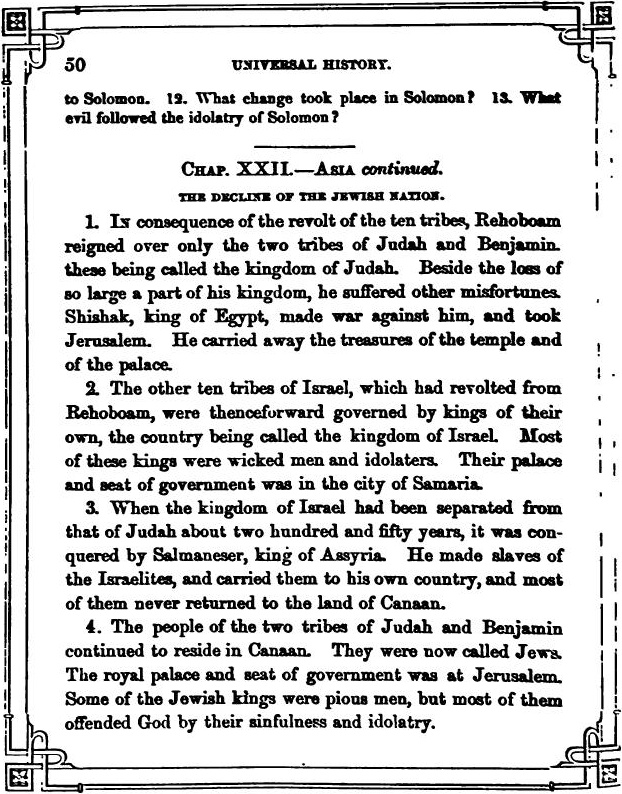 50 UNIVERSAL HISTORY.
to Solomon. 12. What change took place in Solomon? 13. What
evil followed the idolatry of Solomon?
CHAP. XXII.—ASIA continued.
THE DECLINE OF THE JEWISH NATION.
1. IN consequence of the revolt of the ten tribes, Rehoboam
reigned over only the two tribes of Judah and Benjamin.
these being called the kingdom of Judah. Beside the loss of
so large a part of his kingdom, he suffered other misfortunes.
Shishak, king of Egypt, made war against him, and took
Jerusalem. He carried away the treasures of the temple and
of the palace.
2. The other ten tribes of Israel, which had revolted from
Rehoboam, were thenceforward governed by kings of their
own, the country being called the kingdom of Israel. Most
of these kings were wicked men and idolaters. Their palace
and seat of government was in the city of Samaria.
3. When the kingdom of Israel had been separated from
that of Judah about two hundred and fifty years, it was con-
quered by Salmaneser, king of Assyria. He made slaves of
the Israelites, and carried them to his own country, and most
of them never returned to the land of Canaan.
4. The people of the two tribes of Judah and Benjamin
continued to reside in Canaan. They were now called Jews.
The royal palace and seat of government was at Jerusalem.
Some of the Jewish kings were pious men, but most of them
offended God by their sinfulness and idolatry.